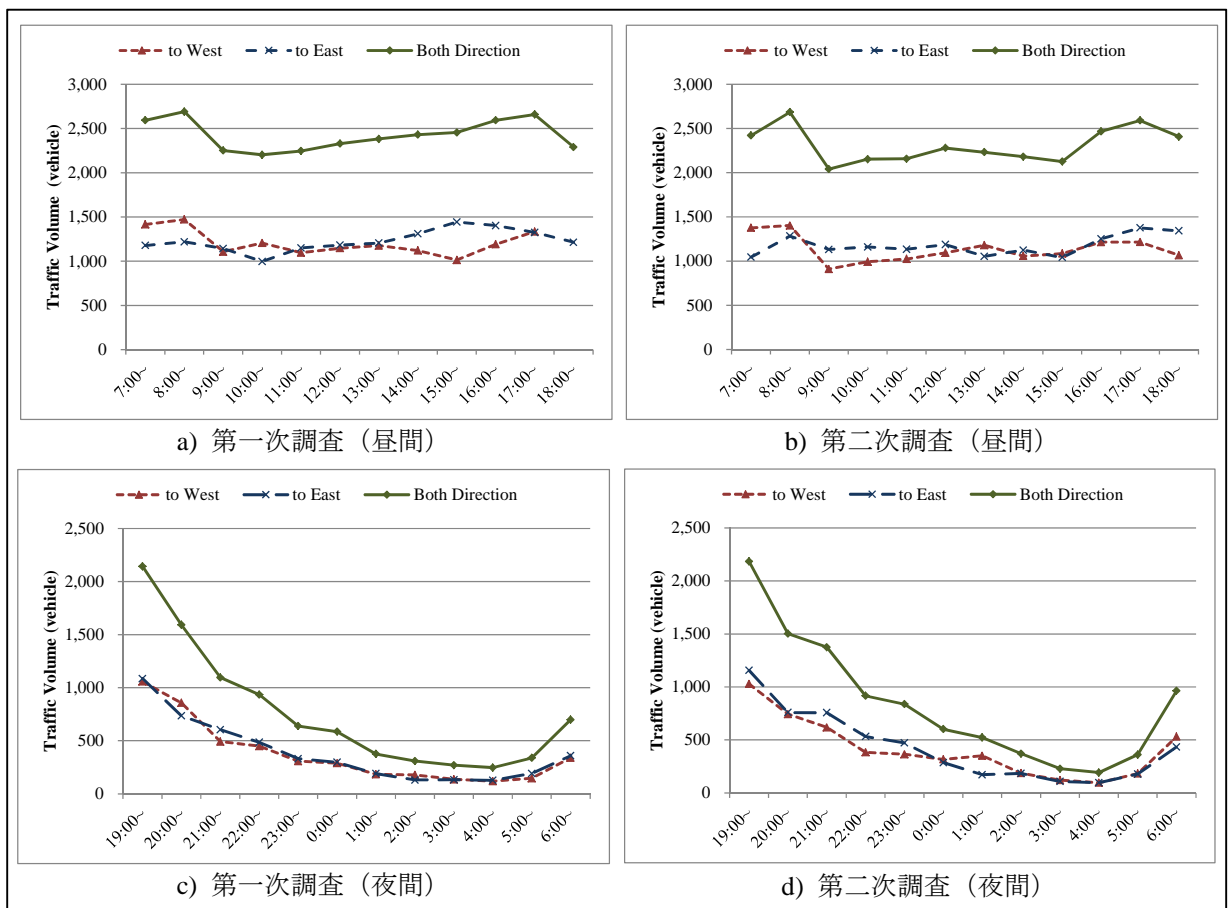 to West to East Both Direction
3,000
2,500
2,000
1,500
1,000
500
0
Traffic Volume (vehicle)
7:00~ 8:00~ 9:00~ 10:00~ 11:00~ 12:00~ 13:00~ 14:00~ 15:00~ 16:00~ 17:00~ 18:00~
a) 第一次調査（昼間）
to West to East Both Direction
3,000
2,500
2,000
1,500
1,000
500
0
Traffic Volume (vehicle)
7:00~ 8:00~ 9:00~ 10:00~ 11:00~ 12:00~ 13:00~ 14:00~ 15:00~ 16:00~ 17:00~ 18:00~
b) 第二次調査（昼間）
to West to East Both Direction
2,500
2,000
1,500
1,000
500
0
Traffic Volume (vehicle)
19:00~ 20:00~ 21:00~ 22:00~ 23:00~ 0:00~ 1:00~ 2:00~ 3:00~ 4:00~ 5:00~ 6:00~
c) 第一次調査（夜間）
to West to East Both Direction
2,500
2,000
1,500
1,000
500
0
Traffic Volume (vehicle)
19:00~ 20:00~ 21:00~ 22:00~ 23:00~ 0:00~ 1:00~ 2:00~ 3:00~ 4:00~ 5:00~ 6:00~
d) 第二次調査（夜間）